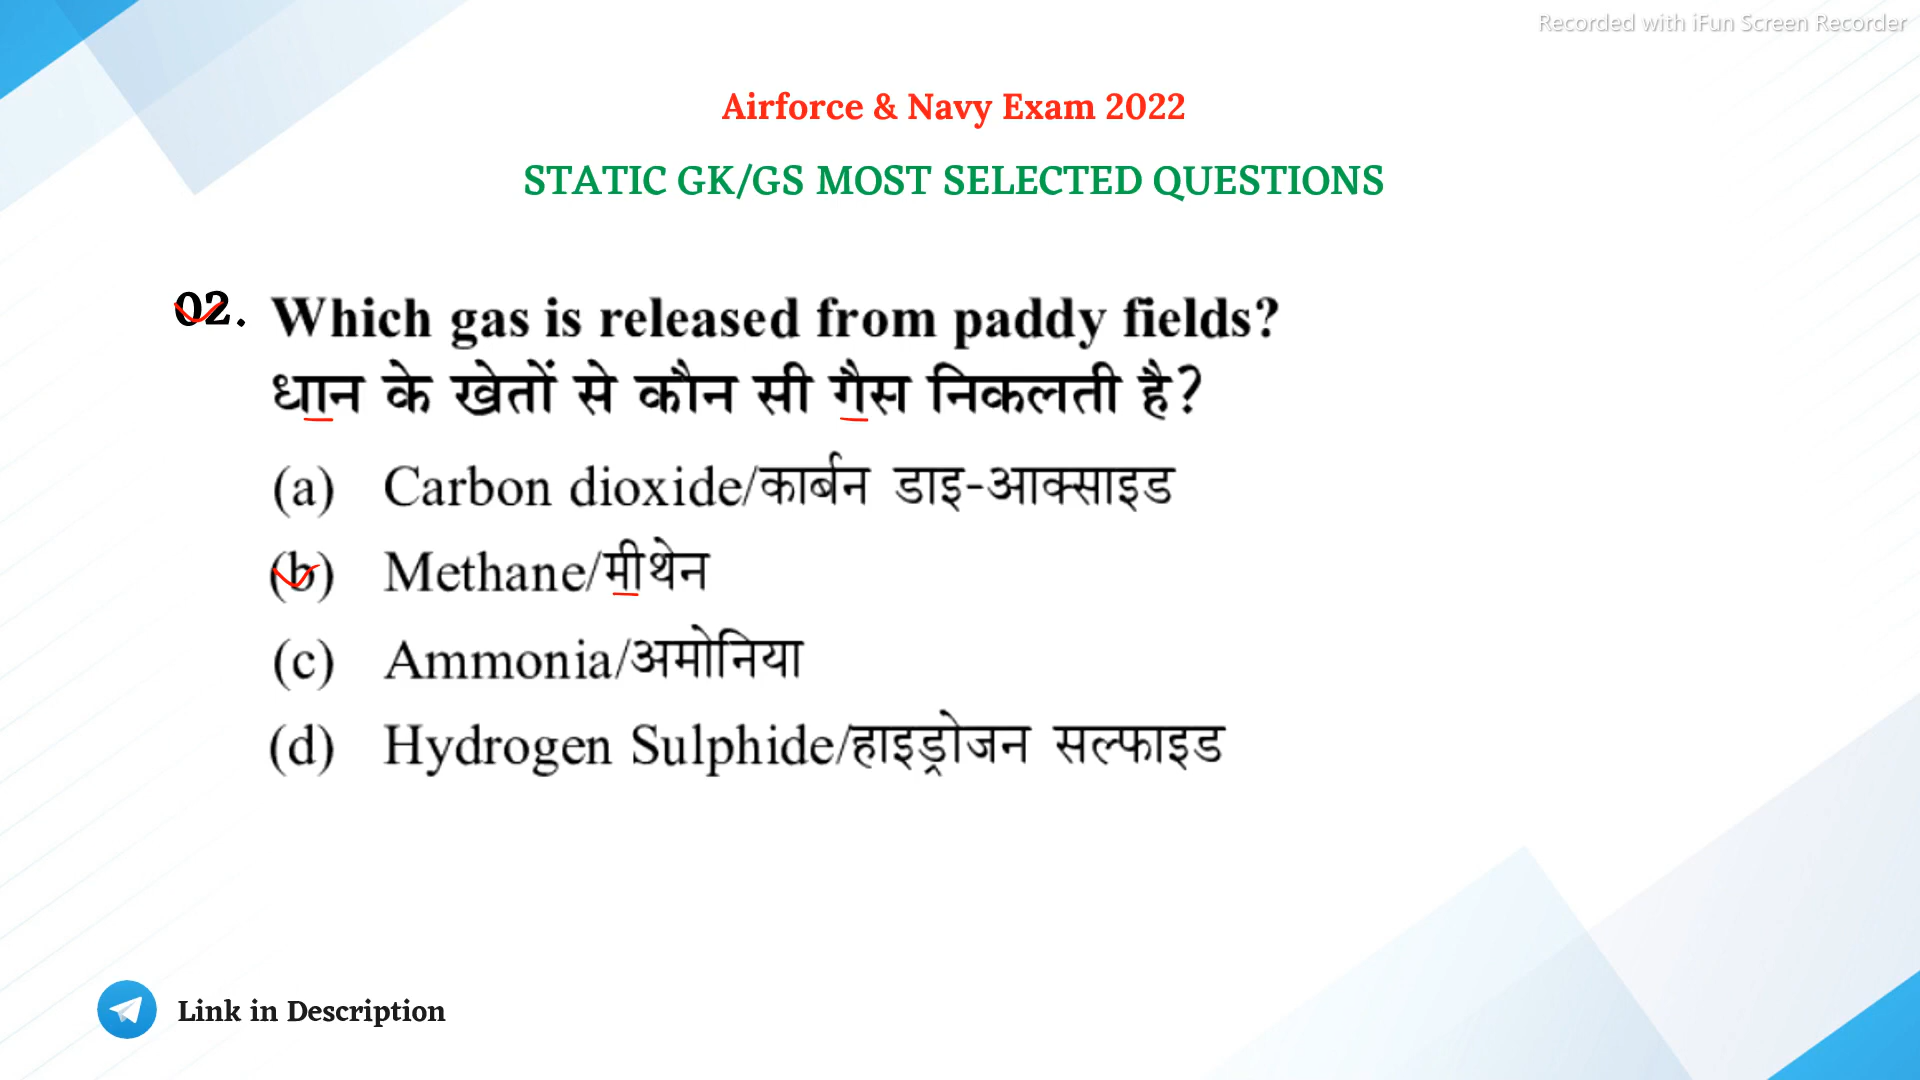 Recorded with iFun Screen Recorder
Airforce & Navy Exam 2022
STATIC GK/GS MOST SELECTED QUESTIONS
02. Which gas is released from paddy fields?
धान के खेतों से कौन सी गैस निकलती है?
(a) Carbon dioxide/कार्बन डाइ-आक्साइड
(b) Methane/मीथेन
(c) Ammonia/अमोनिया
(d) Hydrogen Sulphide/हाइड्रोजन सल्फाइड
Link in Description